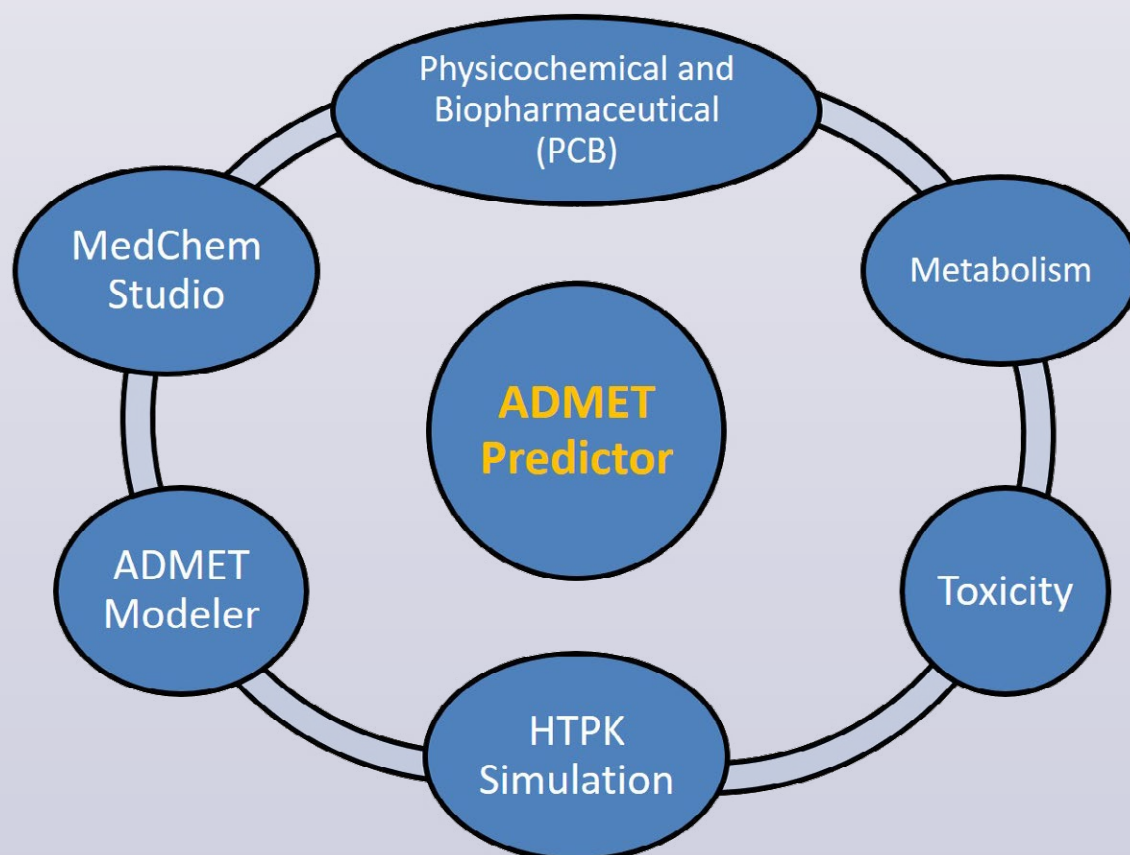 Physicochemical and
Biopharmaceutical
(PCB)
MedChem
Studio
Metabolism
ADMET
Predictor
ADMET
Modeler
Toxicity
HTPK
Simulation